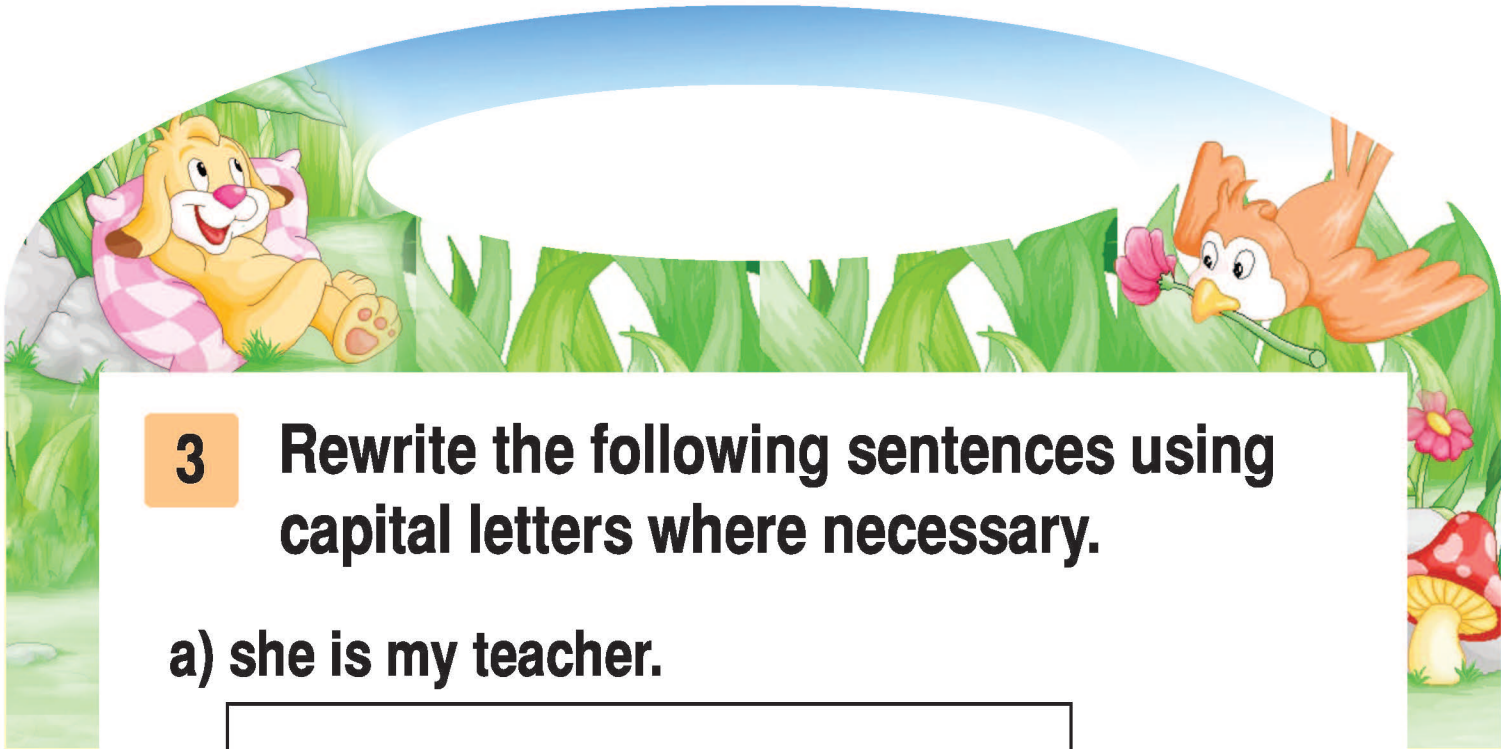 3 Rewrite the following sentences using
capital letters where necessary.
a) she is my teacher.